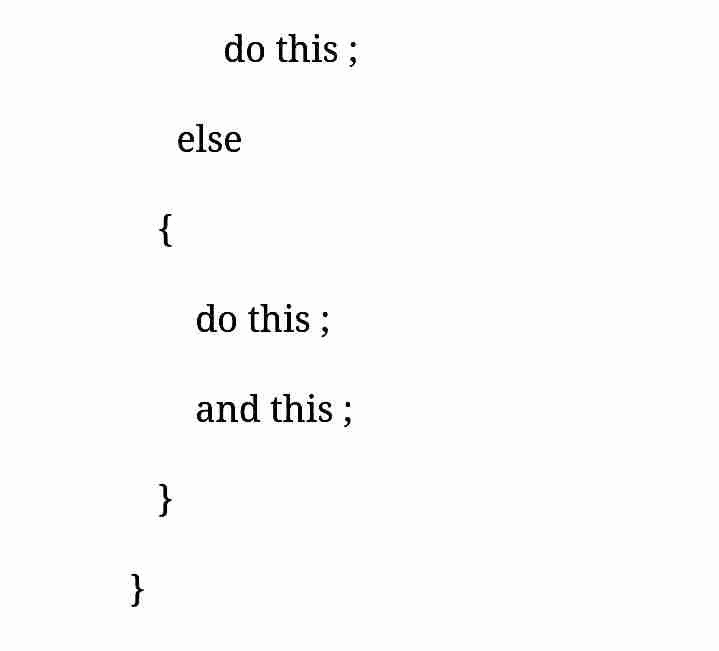 do this ;
else
{
do this ;
and this ;
}
}